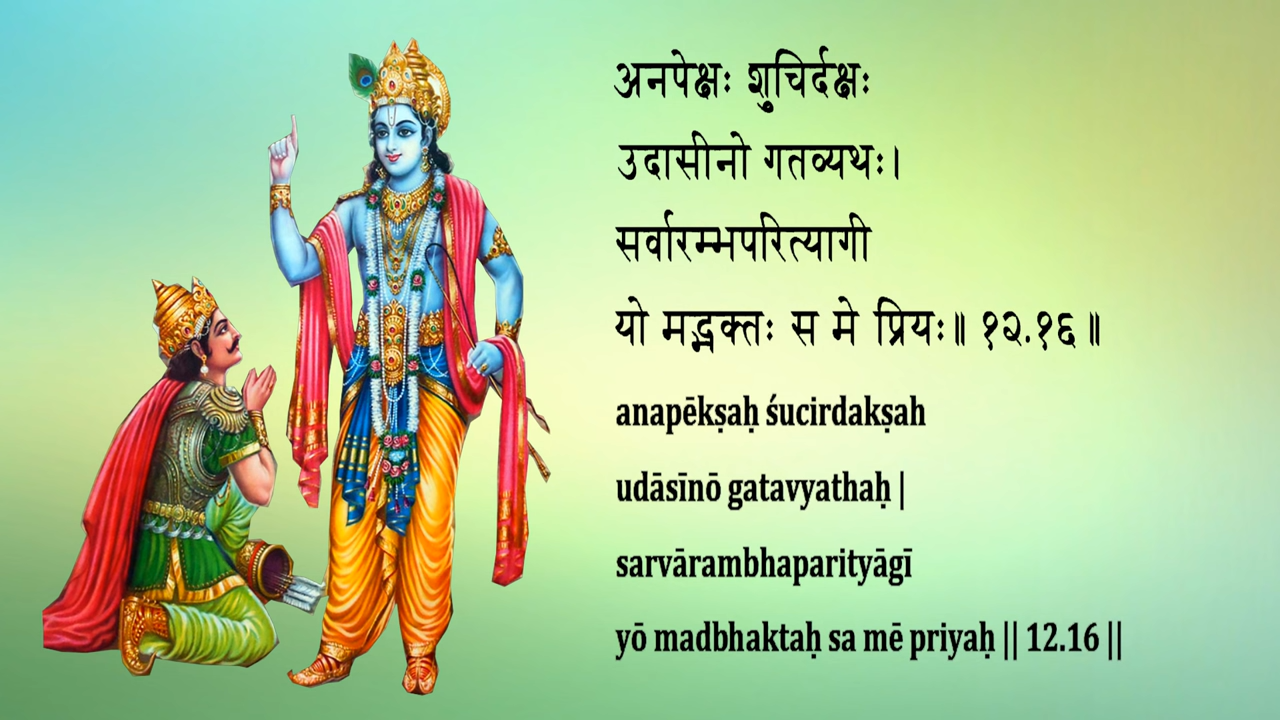 अनपेक्षः शुचिर्दक्षः
उदासीनो गतव्यथः।
सर्वारम्भपरित्यागी
यो मद्भक्तः स मे प्रियः॥ १२.१६ ॥
anapēkṣaḥ śucirdakṣah
udāsīnō gatavyathaḥ |
sarvārambhaparityāgī
yō madbhaktaḥ sa mē priyaḥ || 12.16 ||